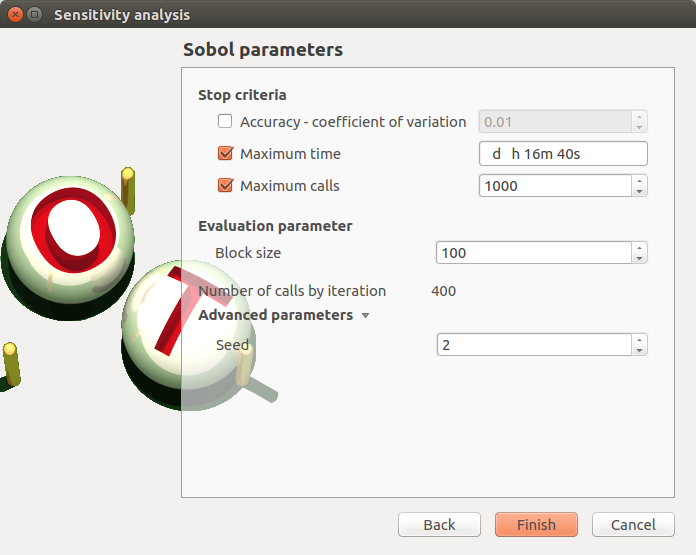 Sensitivity analysis
Sobol parameters
Stop criteria
Accuracy - coefficient of variation 0.01
Maximum time d h 16m 40s
Maximum calls 1000
Evaluation parameter
Block size 100
Number of calls by iteration 400
Advanced parameters
Seed 2
O
T
Back Finish Cancel